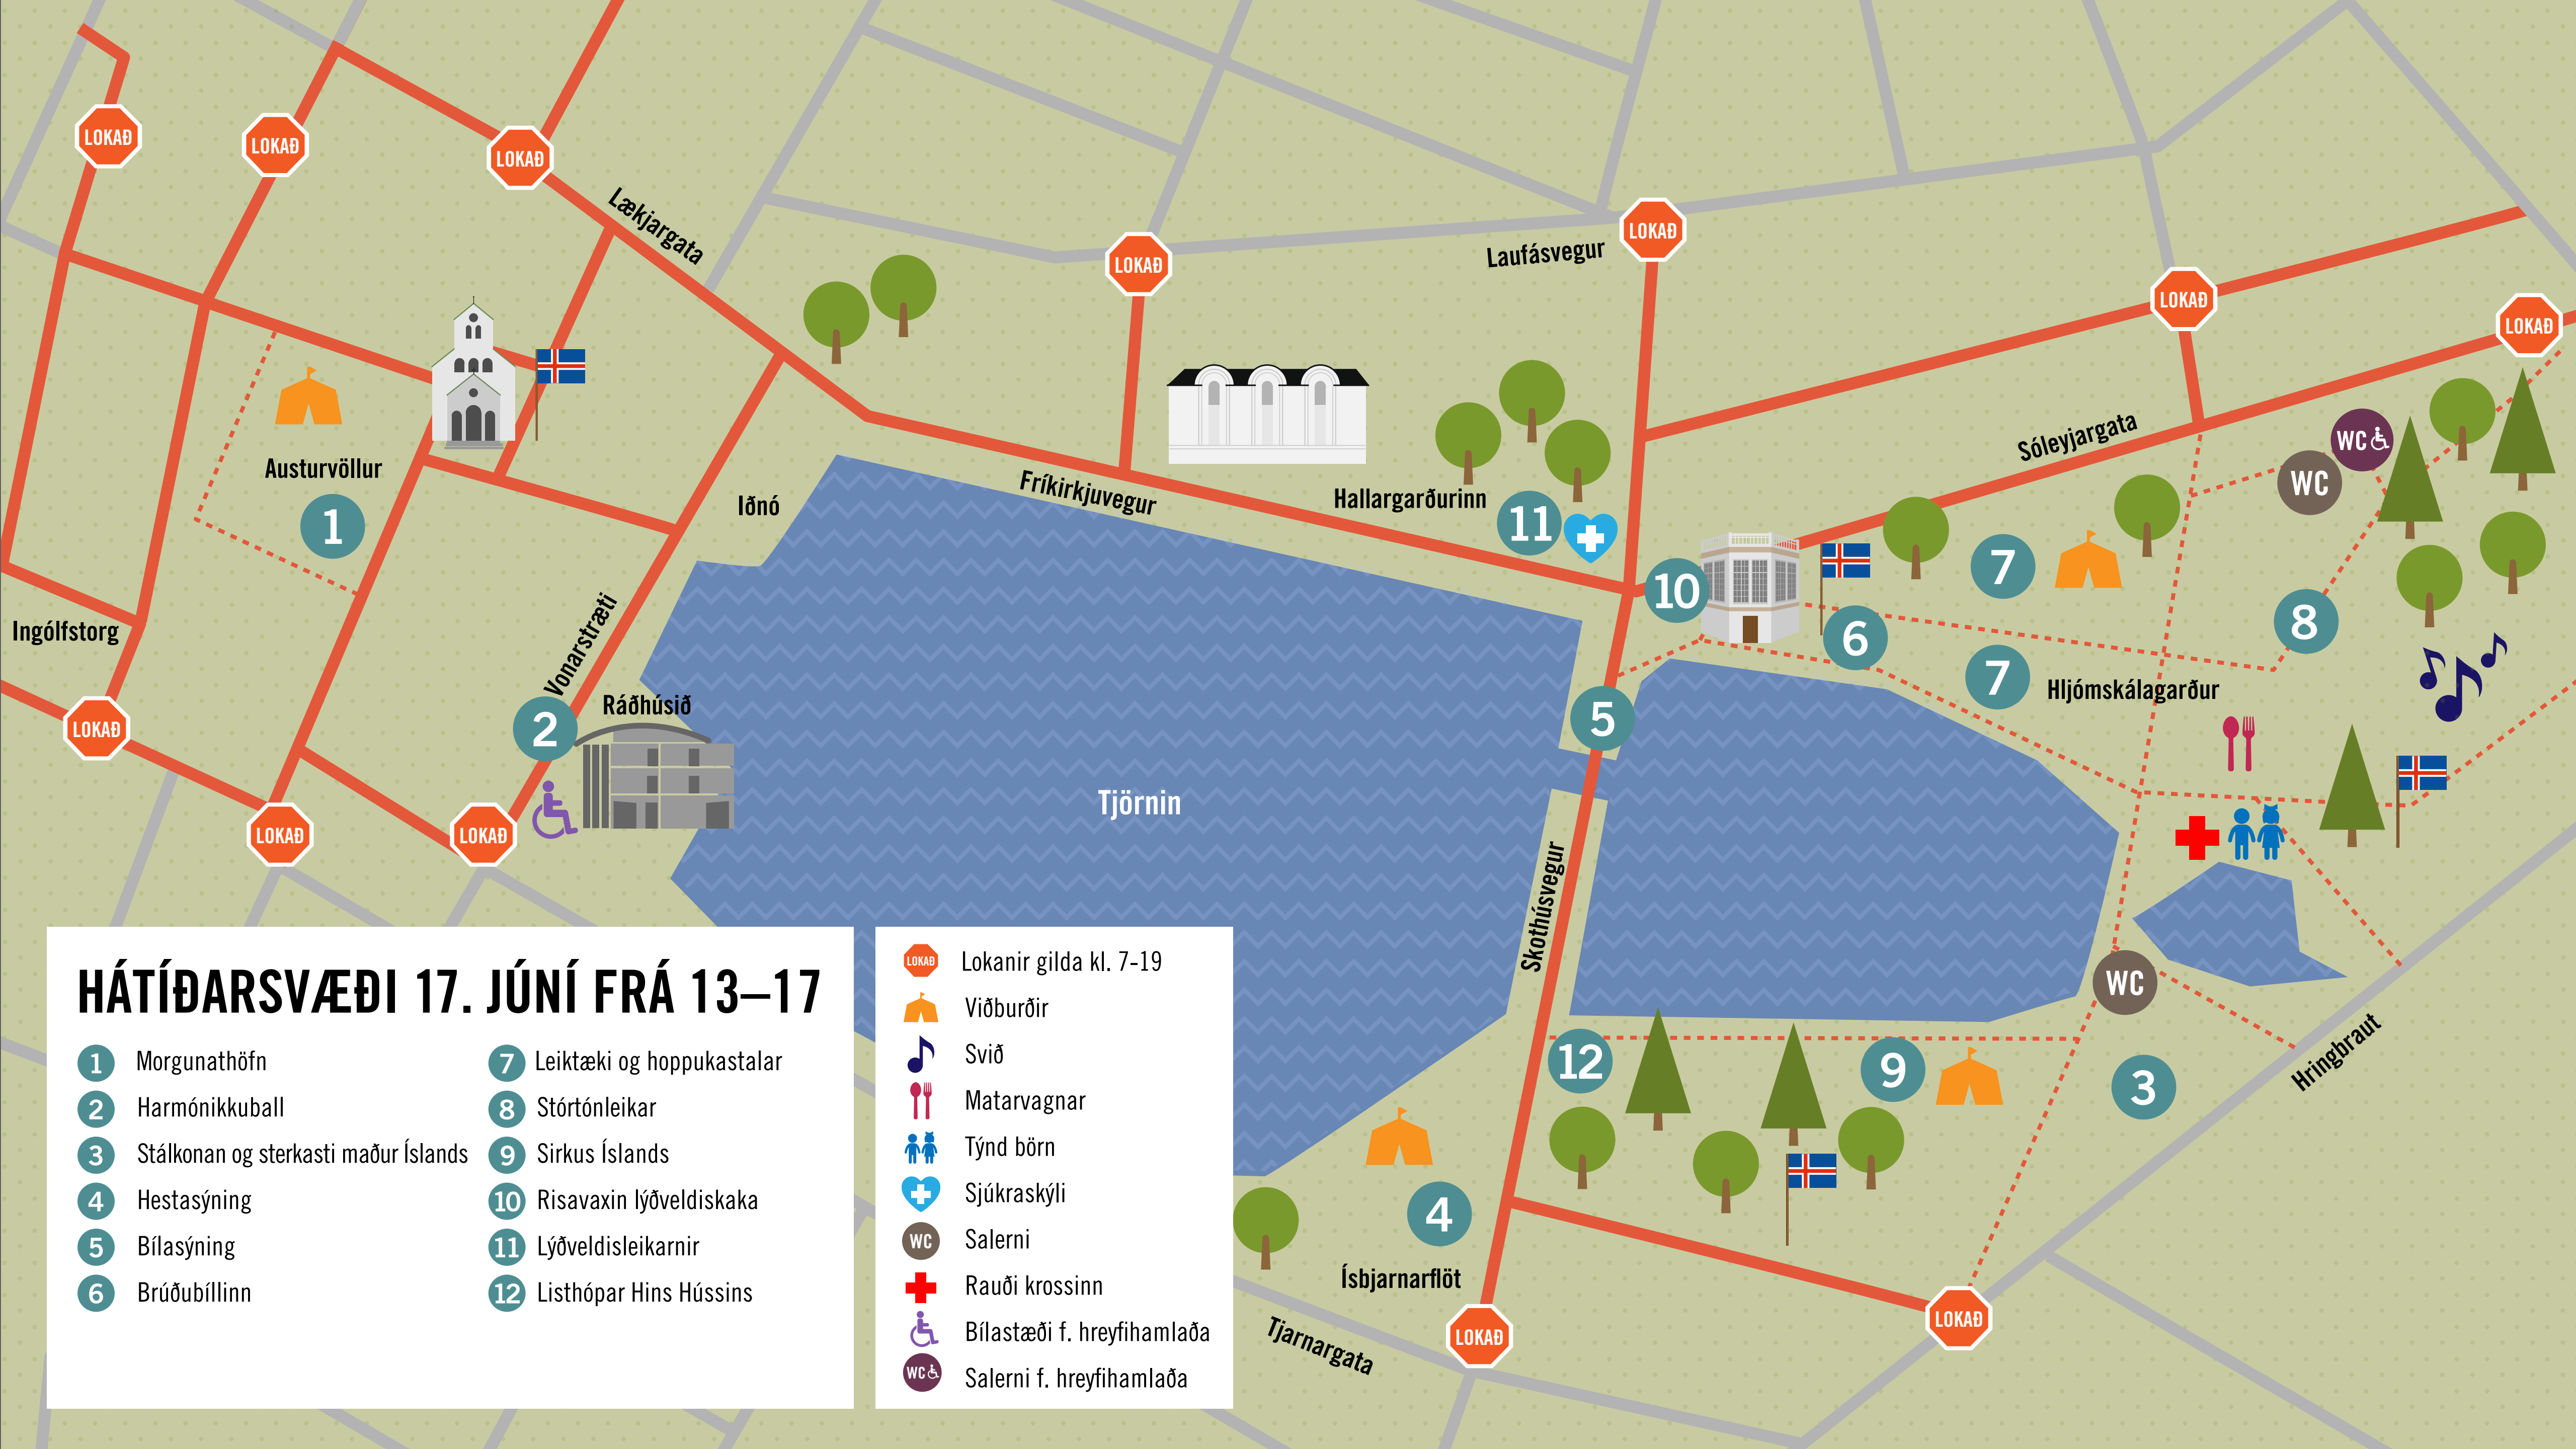 LOKAÐ
LOKAÐ
LOKAÐ
Lækjargata
LOKAÐ
Laufásvegur
LOKAÐ
LOKAÐ
LOKAÐ
Sóleyjargata
WC
WC
Austurvöllur
1
Iðnó
Fríkirkjuvegur
Hallargarðurinn
11
10
7
6
8
7
Hljómskálagarður
Ingólfstorg
Vonarstræti
Ráðhúsið
2
5
LOKAÐ
LOKAÐ
LOKAÐ
Tjörnin
Skothúsvegur
WC
Hringbraut
12
9
3
4
Ísbjarnarflöt
Tjarnargata
LOKAÐ
LOKAÐ
HÁTÍÐARSVÆÐI 17. JÚNÍ FRÁ 13–17
1 Morgunathöfn
2 Harmónikkuball
3 Stálkonan og sterkasti maður Íslands
4 Hestasýning
5 Bílasýning
6 Brúðubíllinn
7 Leiktæki og hoppukastalar
8 Stórtónleikar
9 Sirkus Íslands
10 Risavaxin lýðveldiskaka
11 Lýðveldisleikarnir
12 Listhópar Hins Hússins
LOKAÐ Lokanir gilda kl. 7-19
Viðburðir
Svið
Matarvagnar
Týnd börn
Sjúkraskýli
WC Salerni
Rauði krossinn
Bílastæði f. hreyfihamlaða
WC Salerni f. hreyfihamlaða